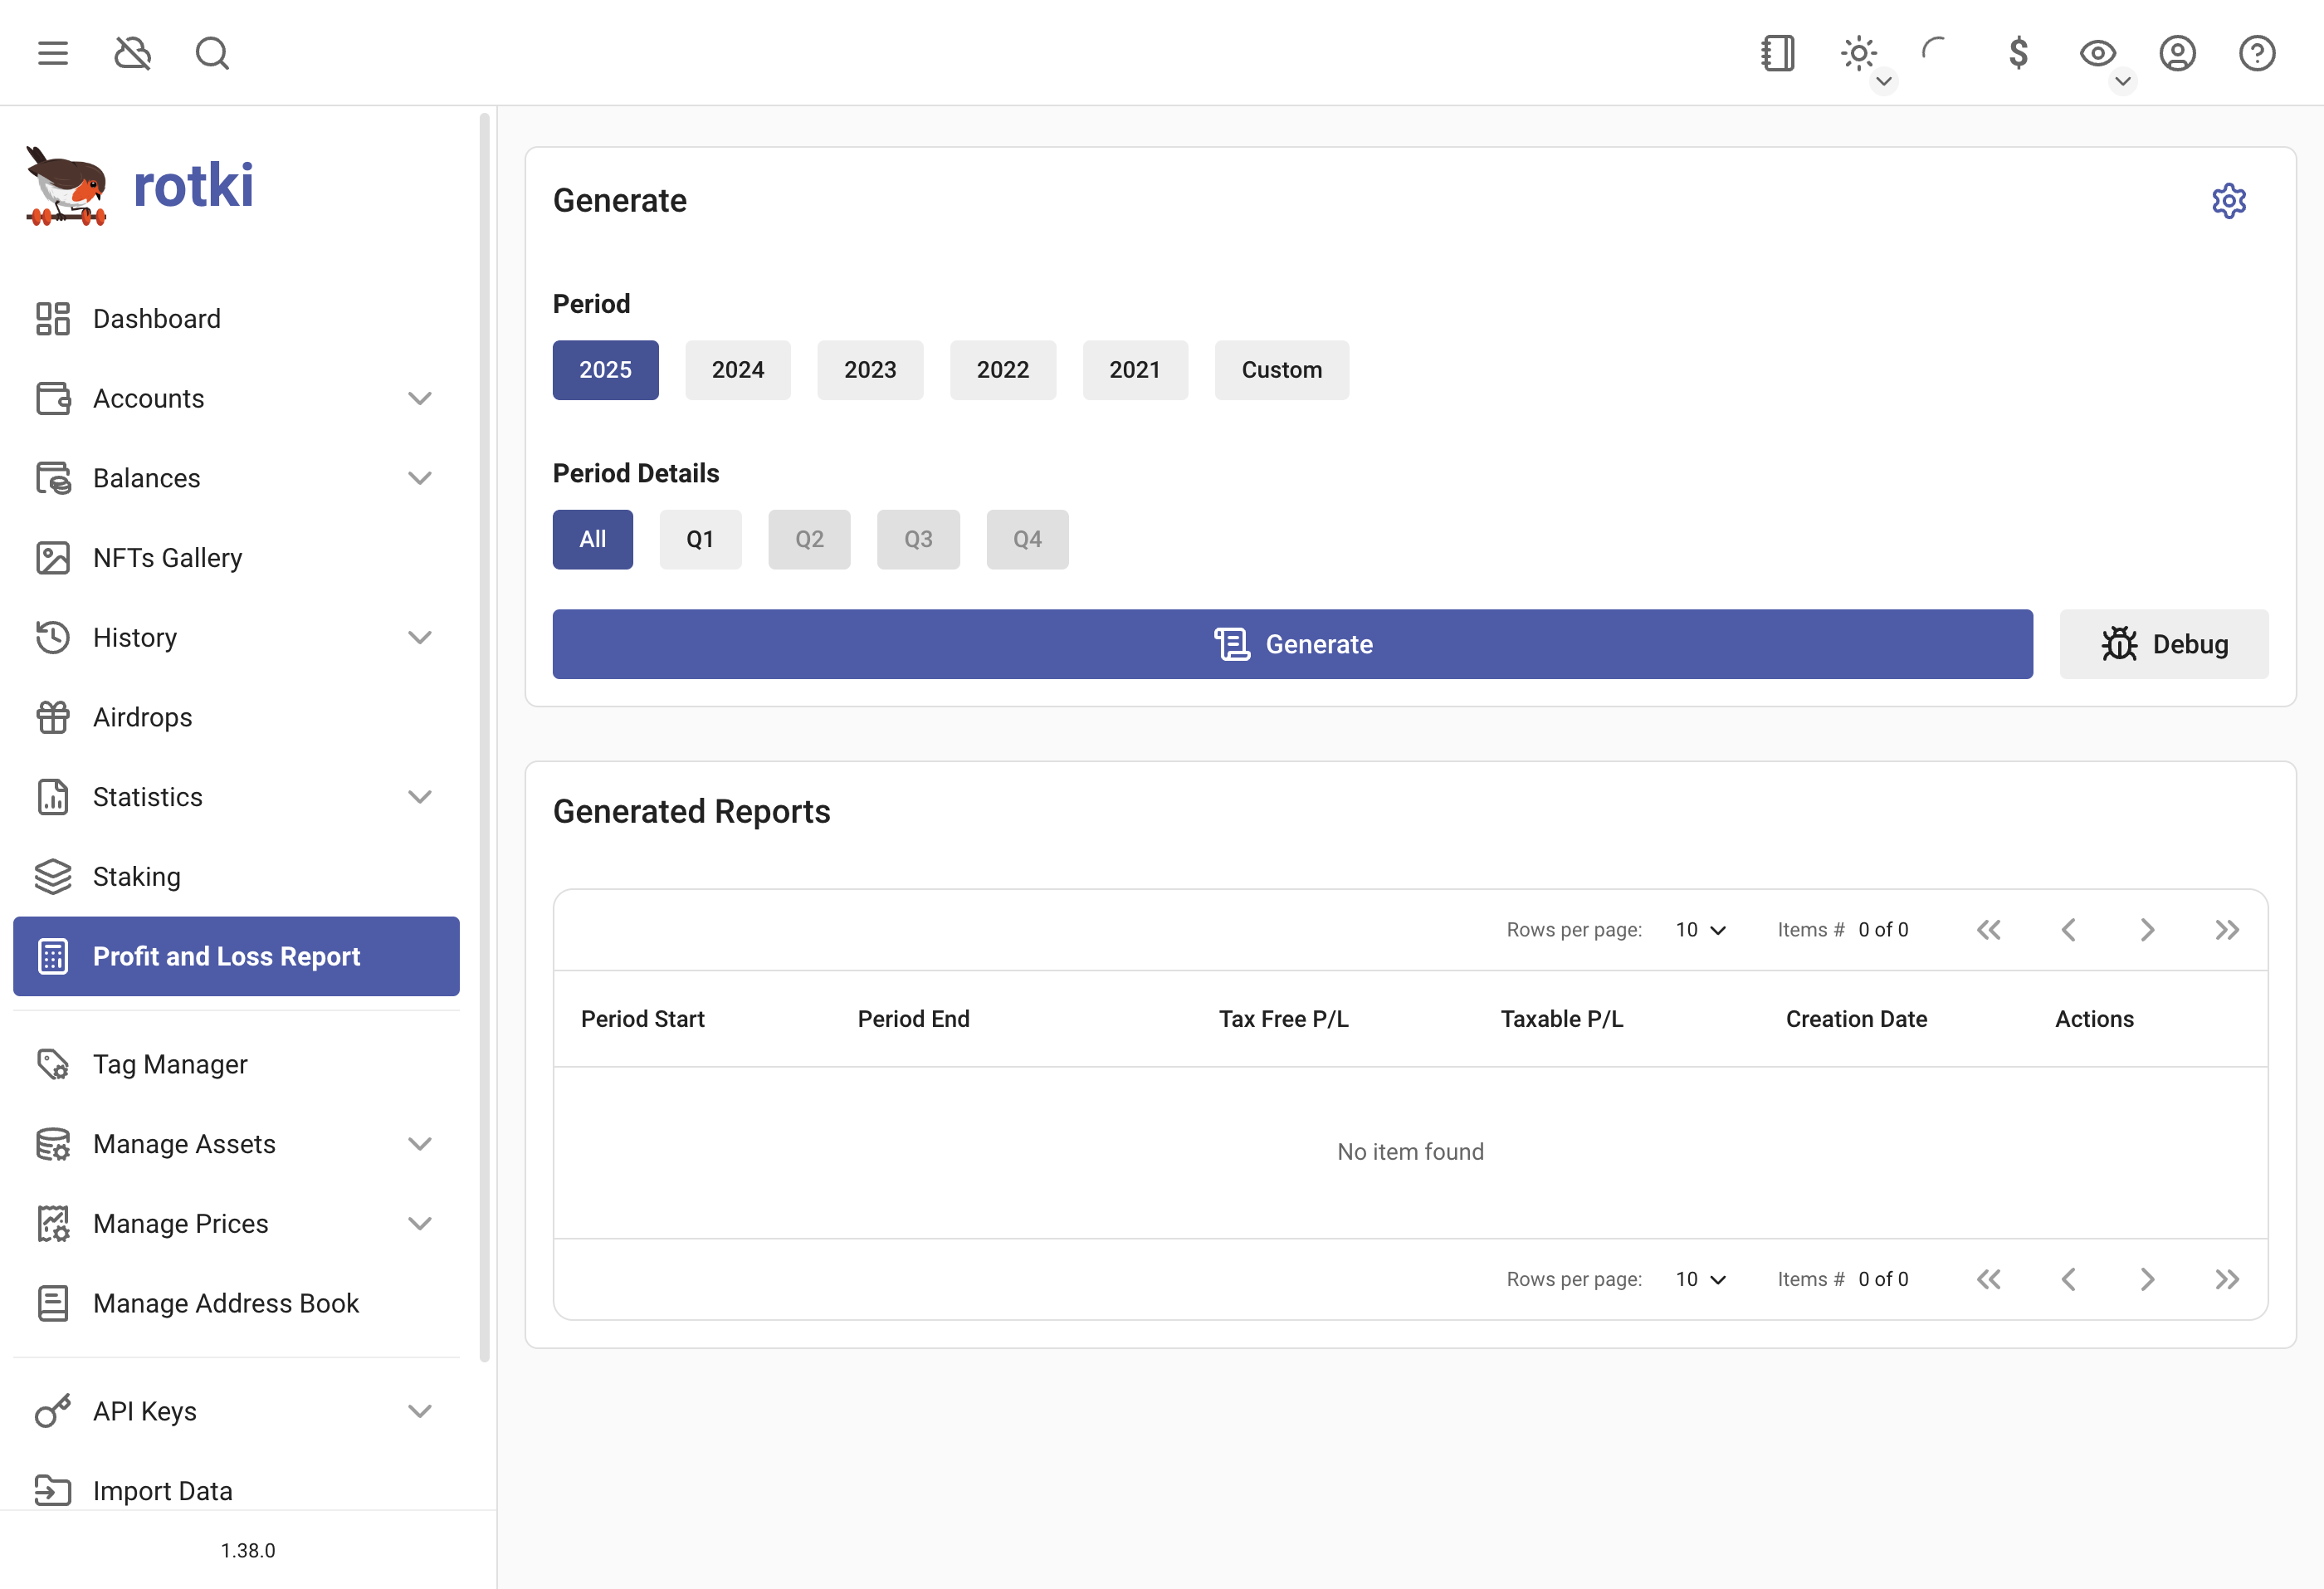 rotki
Dashboard
Accounts
Balances
NFTs Gallery
History
Airdrops
Statistics
Staking
Profit and Loss Report
Tag Manager
Manage Assets
Manage Prices
Manage Address Book
API Keys
Import Data
1.38.0
Generate
Period
2025 2024 2023 2022 2021 Custom
Period Details
All Q1 Q2 Q3 Q4
Generate Debug
Generated Reports
Rows per page: 10 Items # 0 of 0
Period Start Period End Tax Free P/L Taxable P/L Creation Date Actions
No item found
Rows per page: 10 Items # 0 of 0